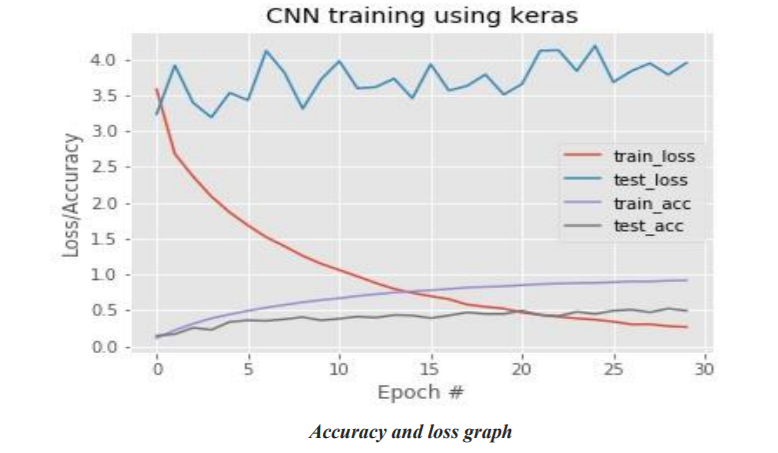 CNN training using keras
4.0
3.5
3.0
2.5
2.0
1.5
1.0
0.5
0.0
Loss/Accuracy
train_loss
test_loss
train_acc
test_acc
0 5 10 15 20 25 30
Epoch #
Accuracy and loss graph